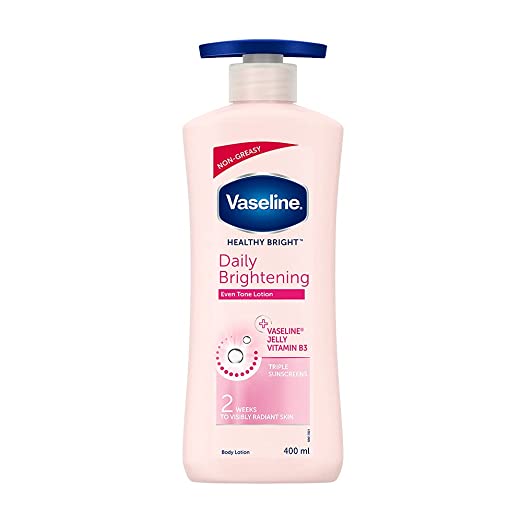 NON-GREASY
Vaseline.
HEALTHY BRIGHT™
Daily
Brightening
Even Tone Lotion
VASELINE®
JELLY
VITAMIN B3
TRIPLE
SUNSCREENS
2 WEEKS
TO VISIBLY RADIANT SKIN
Body Lotion
400 ml